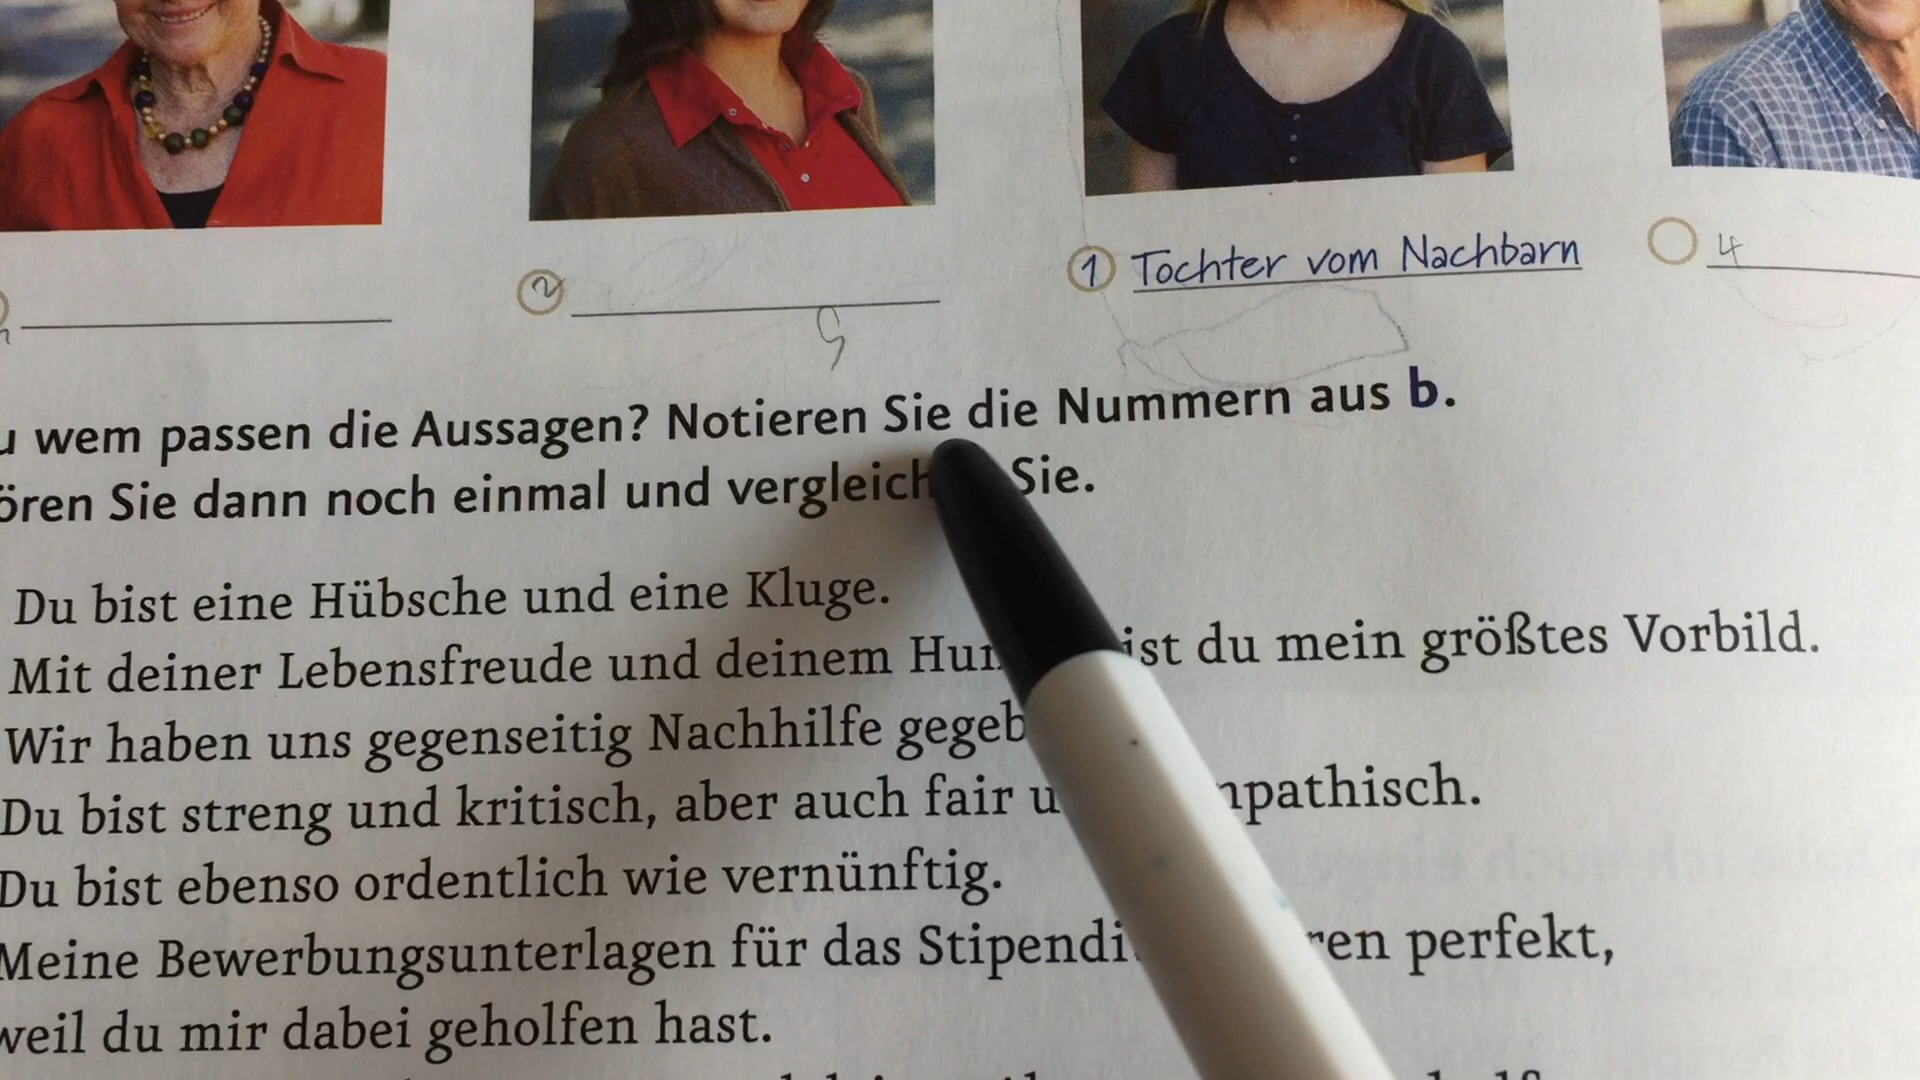 2
1 Tochter vom Nachbarn
4
wem passen die Aussagen? Notieren Sie die Nummern aus b.
ören Sie dann noch einmal und vergleich Sie.
Du bist eine Hübsche und eine Kluge.
Mit deiner Lebensfreude und deinem Hu ist du mein größtes Vorbild.
Wir haben uns gegenseitig Nachhilfe gegeb
Du bist streng und kritisch, aber auch fair u mpathisch.
Du bist ebenso ordentlich wie vernünftig.
Meine Bewerbungsunterlagen für das Stipendi ren perfekt,
weil du mir dabei geholfen hast.